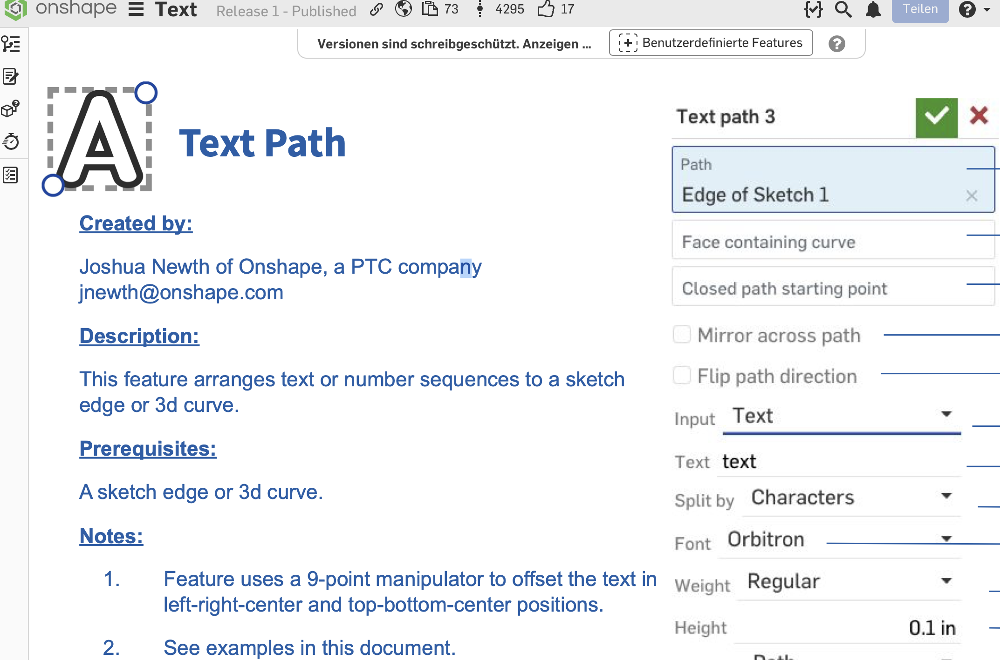 onshape Text Release 1 - Published 73 4295 17 Teilen
Versionen sind schreibgeschützt. Anzeigen ... Benutzerdefinierte Features
Text Path
Created by:
Joshua Newth of Onshape, a PTC company
jnewth@onshape.com
Description:
This feature arranges text or number sequences to a sketch
edge or 3d curve.
Prerequisites:
A sketch edge or 3d curve.
Notes:
1. Feature uses a 9-point manipulator to offset the text in
left-right-center and top-bottom-center positions.
2. See examples in this document.
Text path 3
Path
Edge of Sketch 1
Face containing curve
Closed path starting point
Mirror across path
Flip path direction
Input Text
Text text
Split by Characters
Font Orbitron
Weight Regular
Height 0.1 in